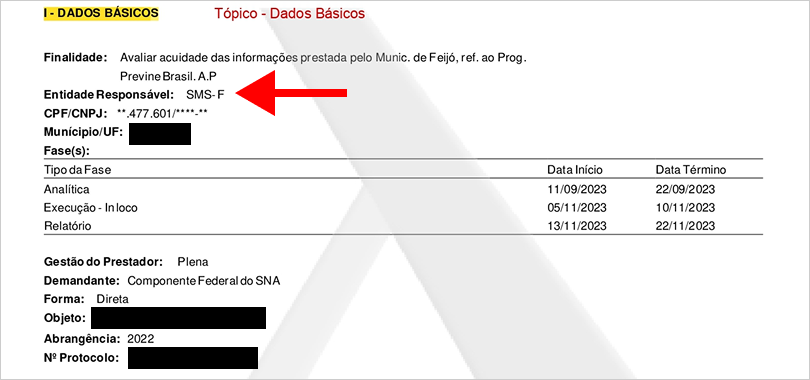 I - DADOS BÁSICOS Tópico - Dados Básicos
Finalidade: Avaliar acuidade das informações prestada pelo Munic. de Feijó, ref. ao Prog.
Previne Brasil. A.P
Entidade Responsável: SMS- F
CPF/CNPJ: **.477.601/****-**
Município/UF:
Fase(s):
Tipo da Fase Data Início Data Término
Analítica 11/09/2023 22/09/2023
Execução - In loco 05/11/2023 10/11/2023
Relatório 13/11/2023 22/11/2023
Gestão do Prestador: Plena
Demandante: Componente Federal do SNA
Forma: Direta
Objeto:
Abrangência: 2022
Nº Protocolo: